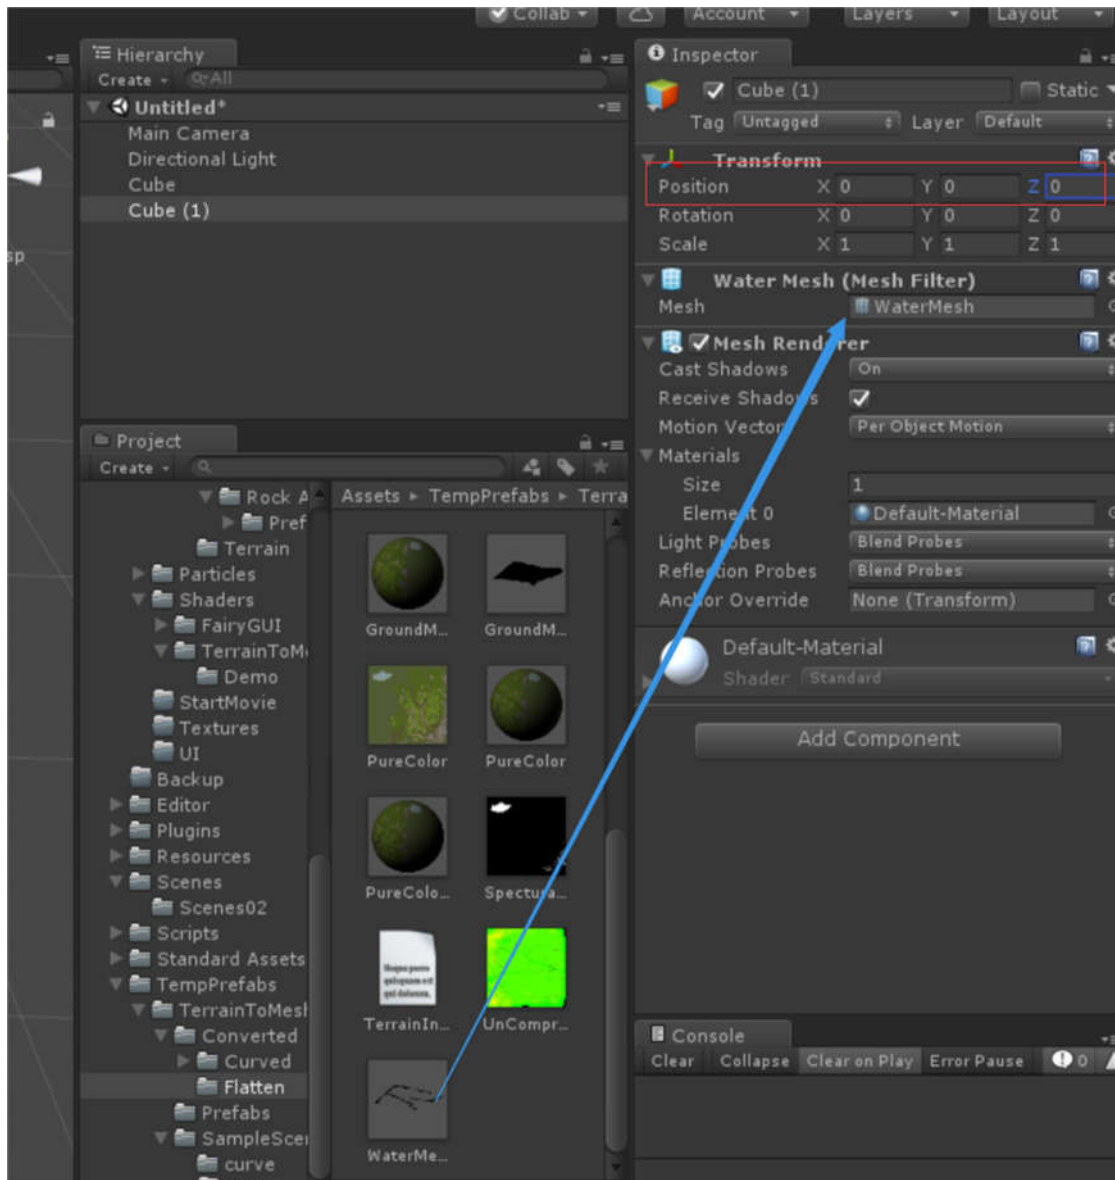 Collab Account Layers Layout
Hierarchy
Create All
Untitled*
Main Camera
Directional Light
Cube
Cube (1)
sp
Project
Create
Rock A
Pref
Terrain
Particles
Shaders
FairyGUI
TerrainToMe
Demo
StartMovie
Textures
UI
Backup
Editor
Plugins
Resources
Scenes
Scenes02
Scripts
Standard Assets
TempPrefabs
TerrainToMesh
Converted
Curved
Flatten
Prefabs
SampleScen
curve
Assets ▸ TempPrefabs ▸ Terra
GroundM... GroundM...
PureColor PureColor
PureColo... Spectura...
TerrainIn... UnCompr...
WaterMe...
Inspector
Cube (1) Static
Tag Untagged Layer Default
Transform
Position X 0 Y 0 Z 0
Rotation X 0 Y 0 Z 0
Scale X 1 Y 1 Z 1
Water Mesh (Mesh Filter)
Mesh WaterMesh
Mesh Renderer
Cast Shadows On
Receive Shadows
Motion Vectors Per Object Motion
Materials
Size 1
Element 0 Default-Material
Light Probes Blend Probes
Reflection Probes Blend Probes
Anchor Override None (Transform)
Default-Material
Shader Standard
Add Component
Console
Clear Collapse Clear on Play Error Pause 0